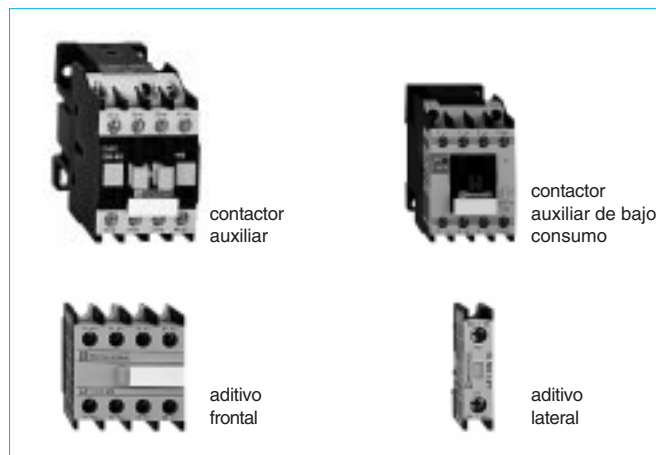 contactor
auxiliar
contactor
auxiliar de bajo
consumo
aditivo
frontal
aditivo
lateral